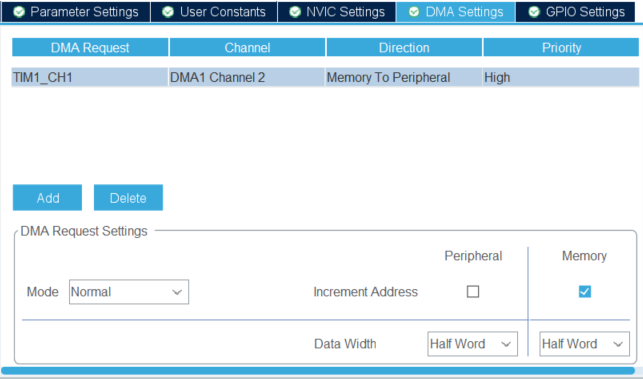 Parameter Settings User Constants NVIC Settings DMA Settings GPIO Settings
DMA Request Channel Direction Priority
TIM1_CH1 DMA1 Channel 2 Memory To Peripheral High
Add Delete
DMA Request Settings
Peripheral Memory
Mode Normal Increment Address
Data Width Half Word Half Word